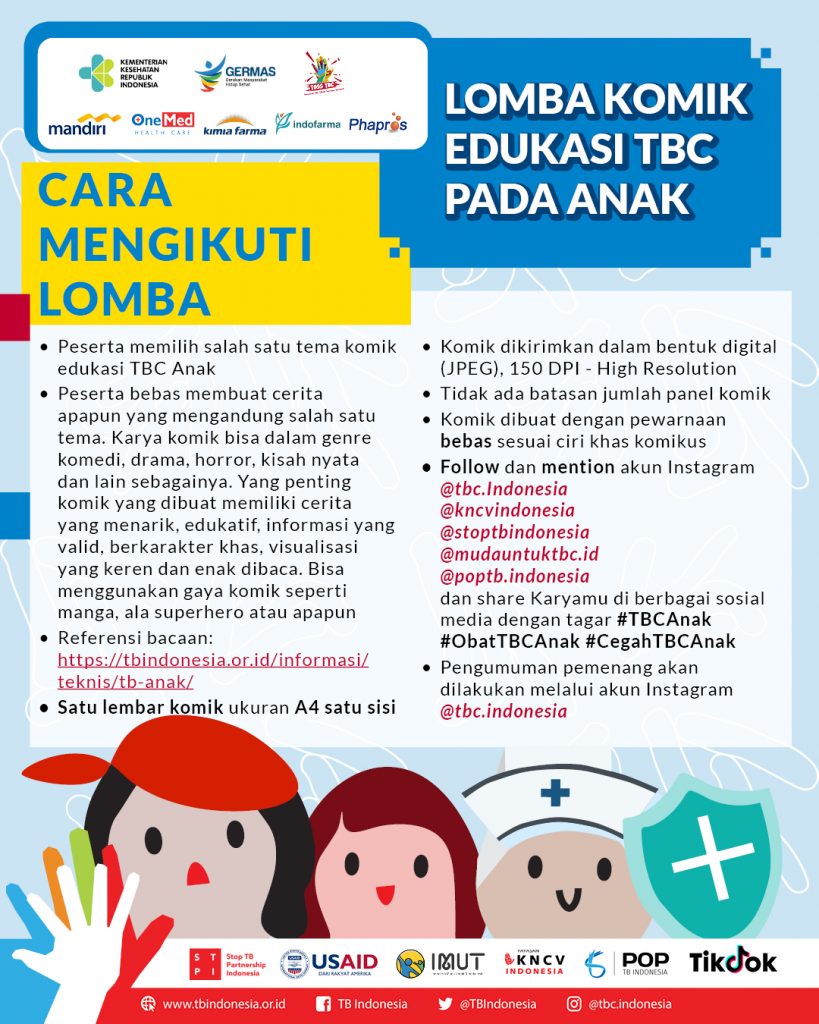 KEMENTERIAN
KESEHATAN
REPUBLIK
INDONESIA
GERMAS
Gerakan Masyarakat
Hidup Sehat
TOSS TBC
mandiri
OneMed
HEALTH CARE
kimia farma
indofarma
Phapros
LOMBA KOMIK
EDUKASI TBC
PADA ANAK
CARA
MENGIKUTI
LOMBA
• Peserta memilih salah satu tema komik
edukasi TBC Anak
• Peserta bebas membuat cerita
apapun yang mengandung salah satu
tema. Karya komik bisa dalam genre
komedi, drama, horror, kisah nyata
dan lain sebagainya. Yang penting
komik yang dibuat memiliki cerita
yang menarik, edukatif, informasi yang
valid, berkarakter khas, visualisasi
yang keren dan enak dibaca. Bisa
menggunakan gaya komik seperti
manga, ala superhero atau apapun
• Referensi bacaan:
https://tbindonesia.or.id/informasi/
teknis/tb-anak/
• Satu lembar komik ukuran A4 satu sisi
• Komik dikirimkan dalam bentuk digital
(JPEG), 150 DPI - High Resolution
• Tidak ada batasan jumlah panel komik
• Komik dibuat dengan pewarnaan
bebas sesuai ciri khas komikus
• Follow dan mention akun Instagram
@tbc.Indonesia
@kncvindonesia
@stoptbindonesia
@mudauntuktbc.id
@poptb.indonesia
dan share Karyamu di berbagai sosial
media dengan tagar #TBCAnak
#ObatTBCAnak #CegahTBCAnak
• Pengumuman pemenang akan
dilakukan melalui akun Instagram
@tbc.indonesia
S T
P I
Stop TB
Partnership
Indonesia
USAID
DARI RAKYAT AMERIKA
IMUT
YAYASAN
KNCV
INDONESIA
POP
TB INDONESIA
TikTok
www.tbindonesia.or.id
TB Indonesia
@TBIndonesia
@tbc.indonesia